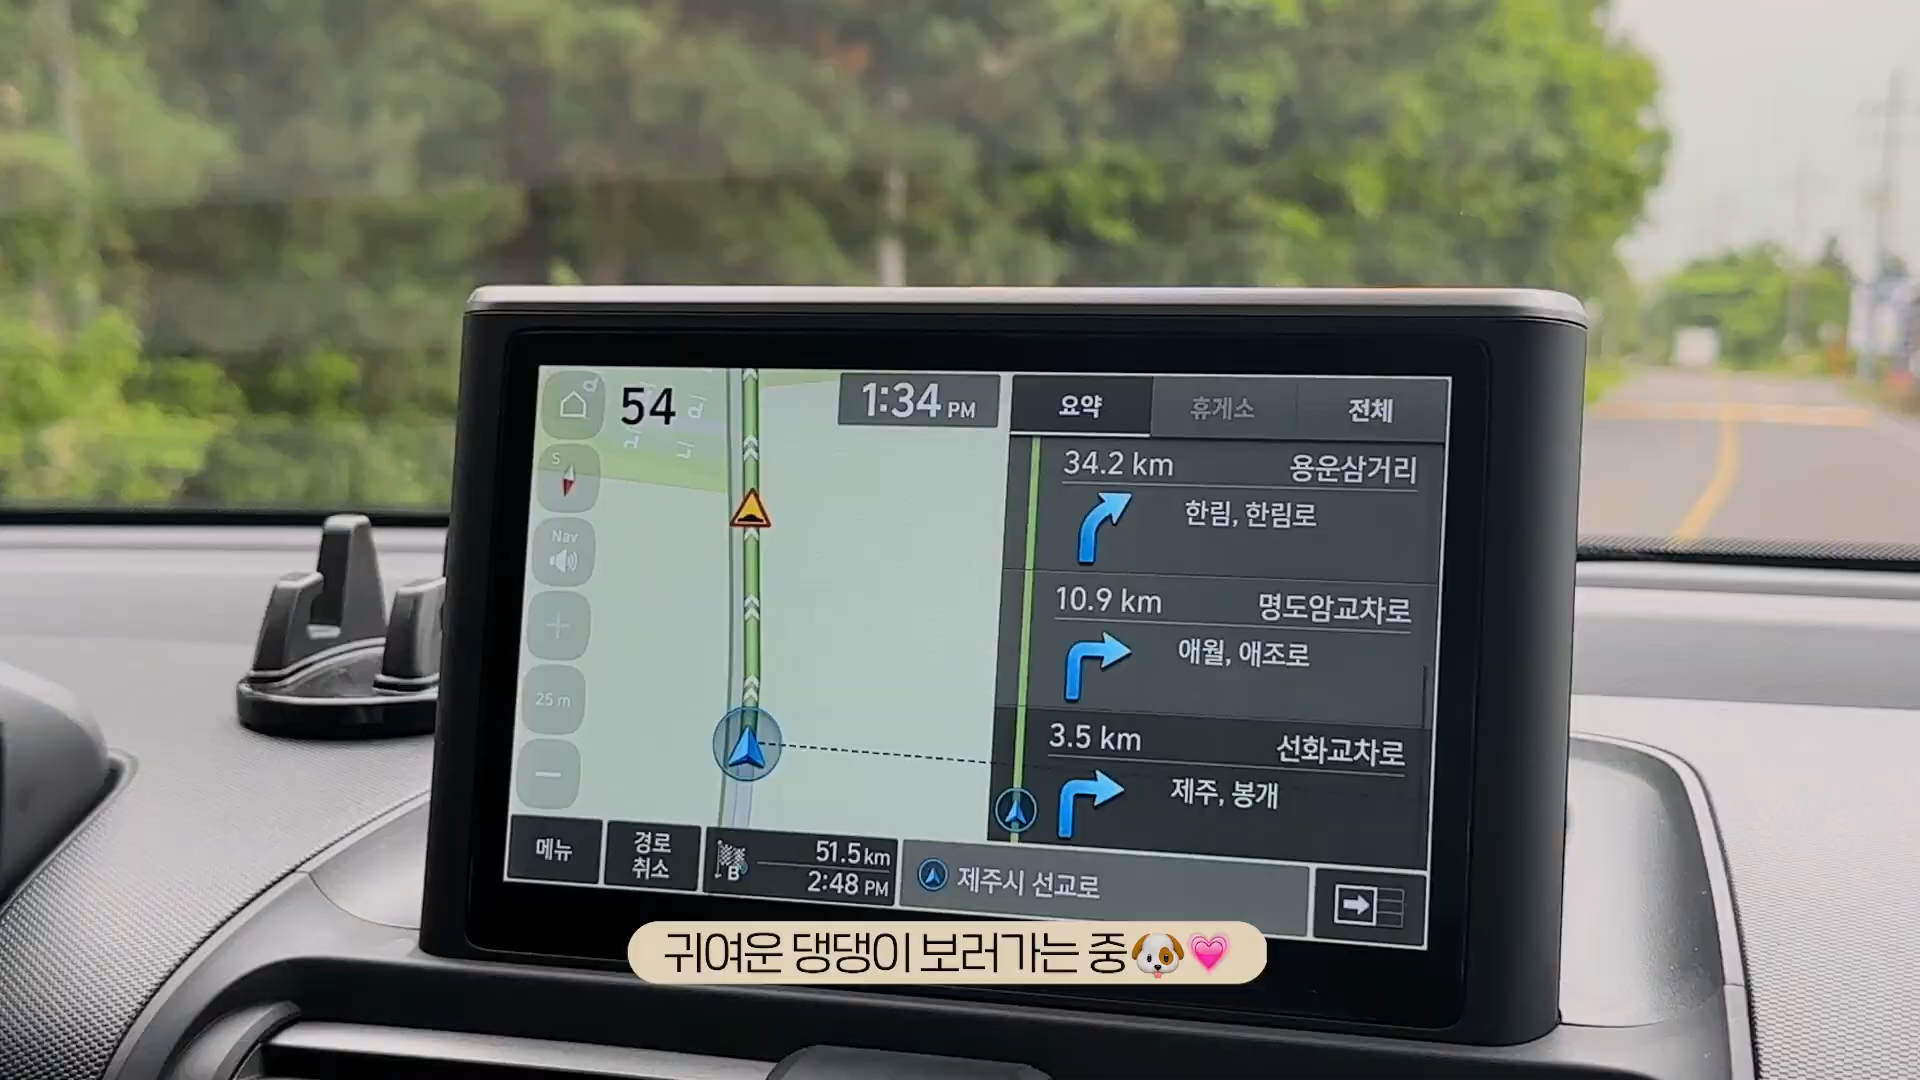 54
1:34 PM
S
Nav
25 m
메뉴
경로
취소
B
51.5 km
2:48 PM
제주시 선교로
요약
휴게소
전체
34.2 km
용운삼거리
한림, 한림로
10.9 km
명도암교차로
애월, 애조로
3.5 km
선화교차로
제주, 봉개
귀여운 댕댕이 보러가는 중🐶💗